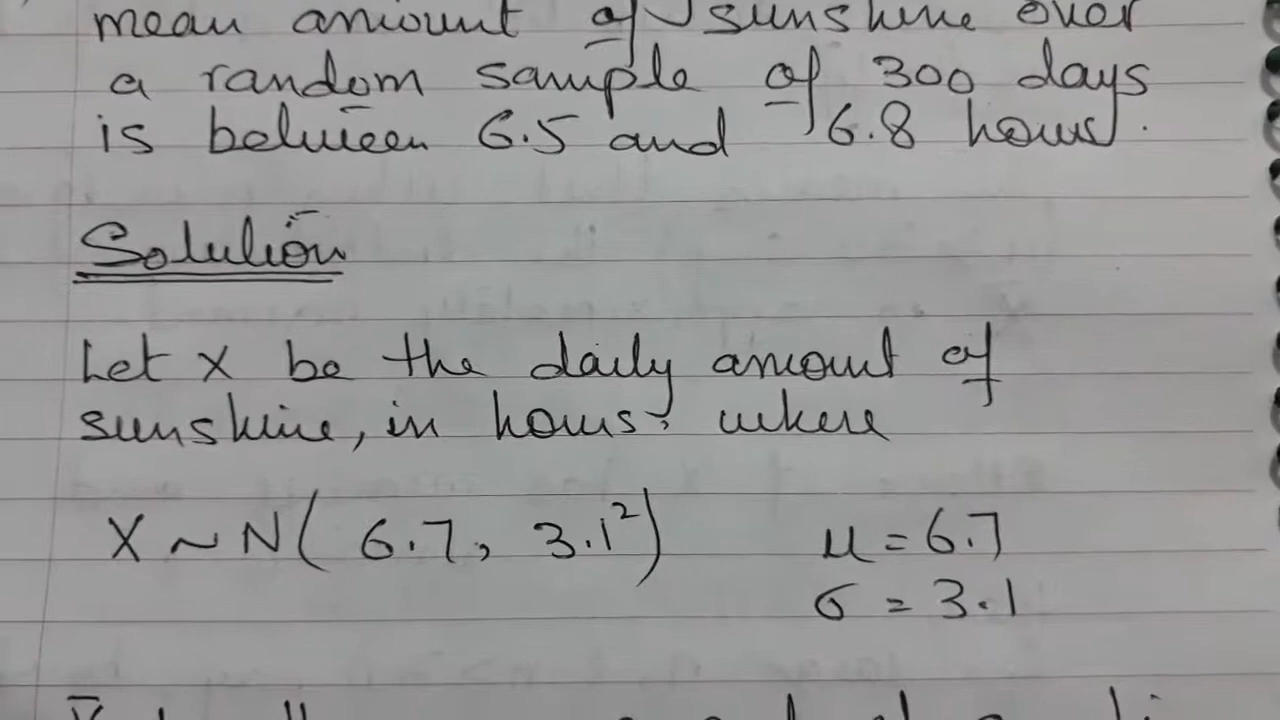 mean amount of sunshine over
a random sample of 300 days
is between 6.5 and 6.8 hours.
Solution
Let X be the daily amount of
sunshine, in hours, where
X ~ N( 6.7, 3.1²) μ = 6.7
σ = 3.1